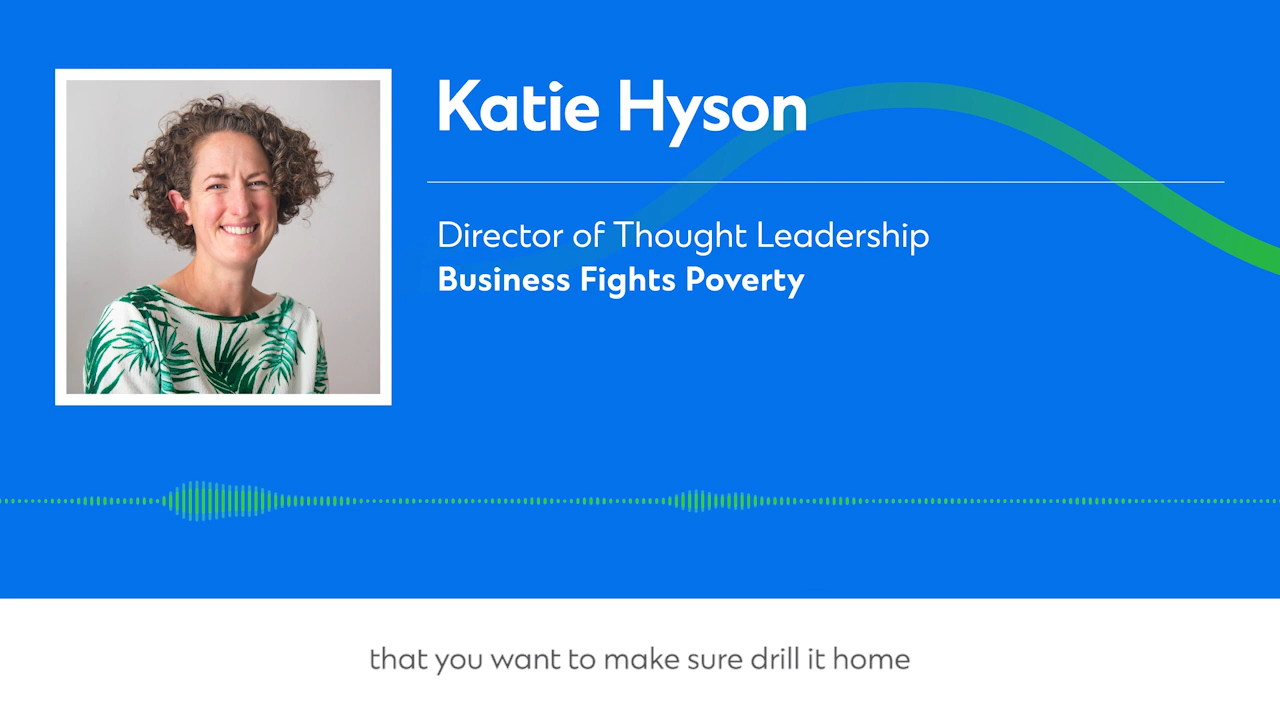 Katie Hyson
Director of Thought Leadership
Business Fights Poverty
that you want to make sure drill it home